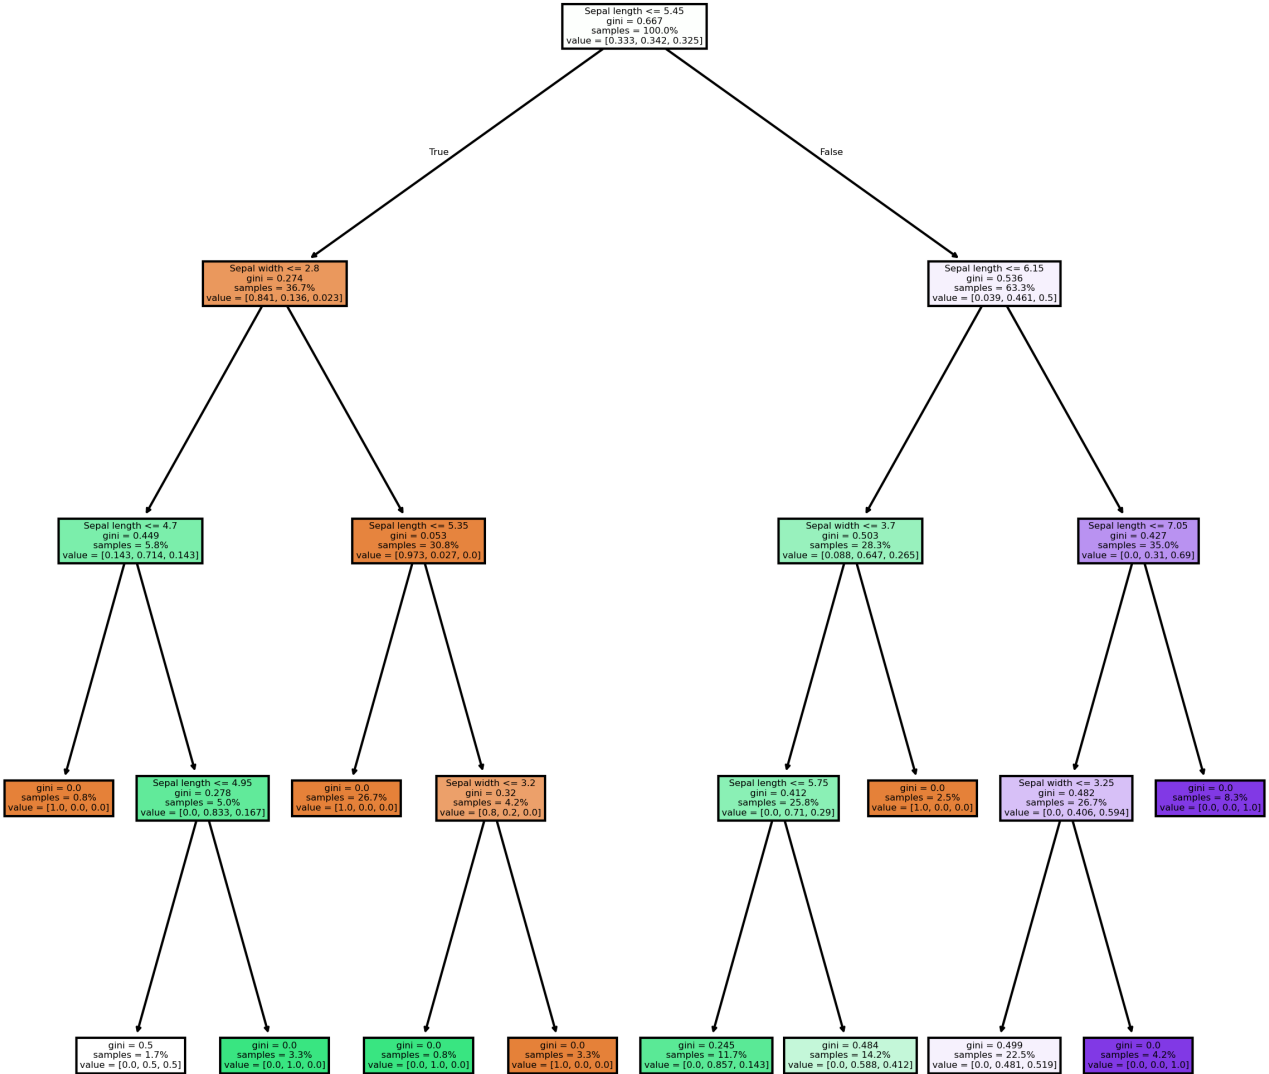 Sepal length <= 5.45
gini = 0.667
samples = 100.0%
value = [0.333, 0.342, 0.325]
True
False
Sepal width <= 2.8
gini = 0.274
samples = 36.7%
value = [0.841, 0.136, 0.023]
Sepal length <= 6.15
gini = 0.536
samples = 63.3%
value = [0.039, 0.461, 0.5]
Sepal length <= 4.7
gini = 0.449
samples = 5.8%
value = [0.143, 0.714, 0.143]
Sepal length <= 5.35
gini = 0.053
samples = 30.8%
value = [0.973, 0.027, 0.0]
Sepal width <= 3.7
gini = 0.503
samples = 28.3%
value = [0.088, 0.647, 0.265]
Sepal length <= 7.05
gini = 0.427
samples = 35.0%
value = [0.0, 0.31, 0.69]
gini = 0.0
samples = 0.8%
value = [1.0, 0.0, 0.0]
Sepal length <= 4.95
gini = 0.278
samples = 5.0%
value = [0.0, 0.833, 0.167]
gini = 0.0
samples = 26.7%
value = [1.0, 0.0, 0.0]
Sepal width <= 3.2
gini = 0.32
samples = 4.2%
value = [0.8, 0.2, 0.0]
Sepal length <= 5.75
gini = 0.412
samples = 25.8%
value = [0.0, 0.71, 0.29]
gini = 0.0
samples = 2.5%
value = [1.0, 0.0, 0.0]
Sepal width <= 3.25
gini = 0.482
samples = 26.7%
value = [0.0, 0.406, 0.594]
gini = 0.0
samples = 8.3%
value = [0.0, 0.0, 1.0]
gini = 0.5
samples = 1.7%
value = [0.0, 0.5, 0.5]
gini = 0.0
samples = 3.3%
value = [0.0, 1.0, 0.0]
gini = 0.0
samples = 0.8%
value = [0.0, 1.0, 0.0]
gini = 0.0
samples = 3.3%
value = [1.0, 0.0, 0.0]
gini = 0.245
samples = 11.7%
value = [0.0, 0.857, 0.143]
gini = 0.484
samples = 14.2%
value = [0.0, 0.588, 0.412]
gini = 0.499
samples = 22.5%
value = [0.0, 0.481, 0.519]
gini = 0.0
samples = 4.2%
value = [0.0, 0.0, 1.0]